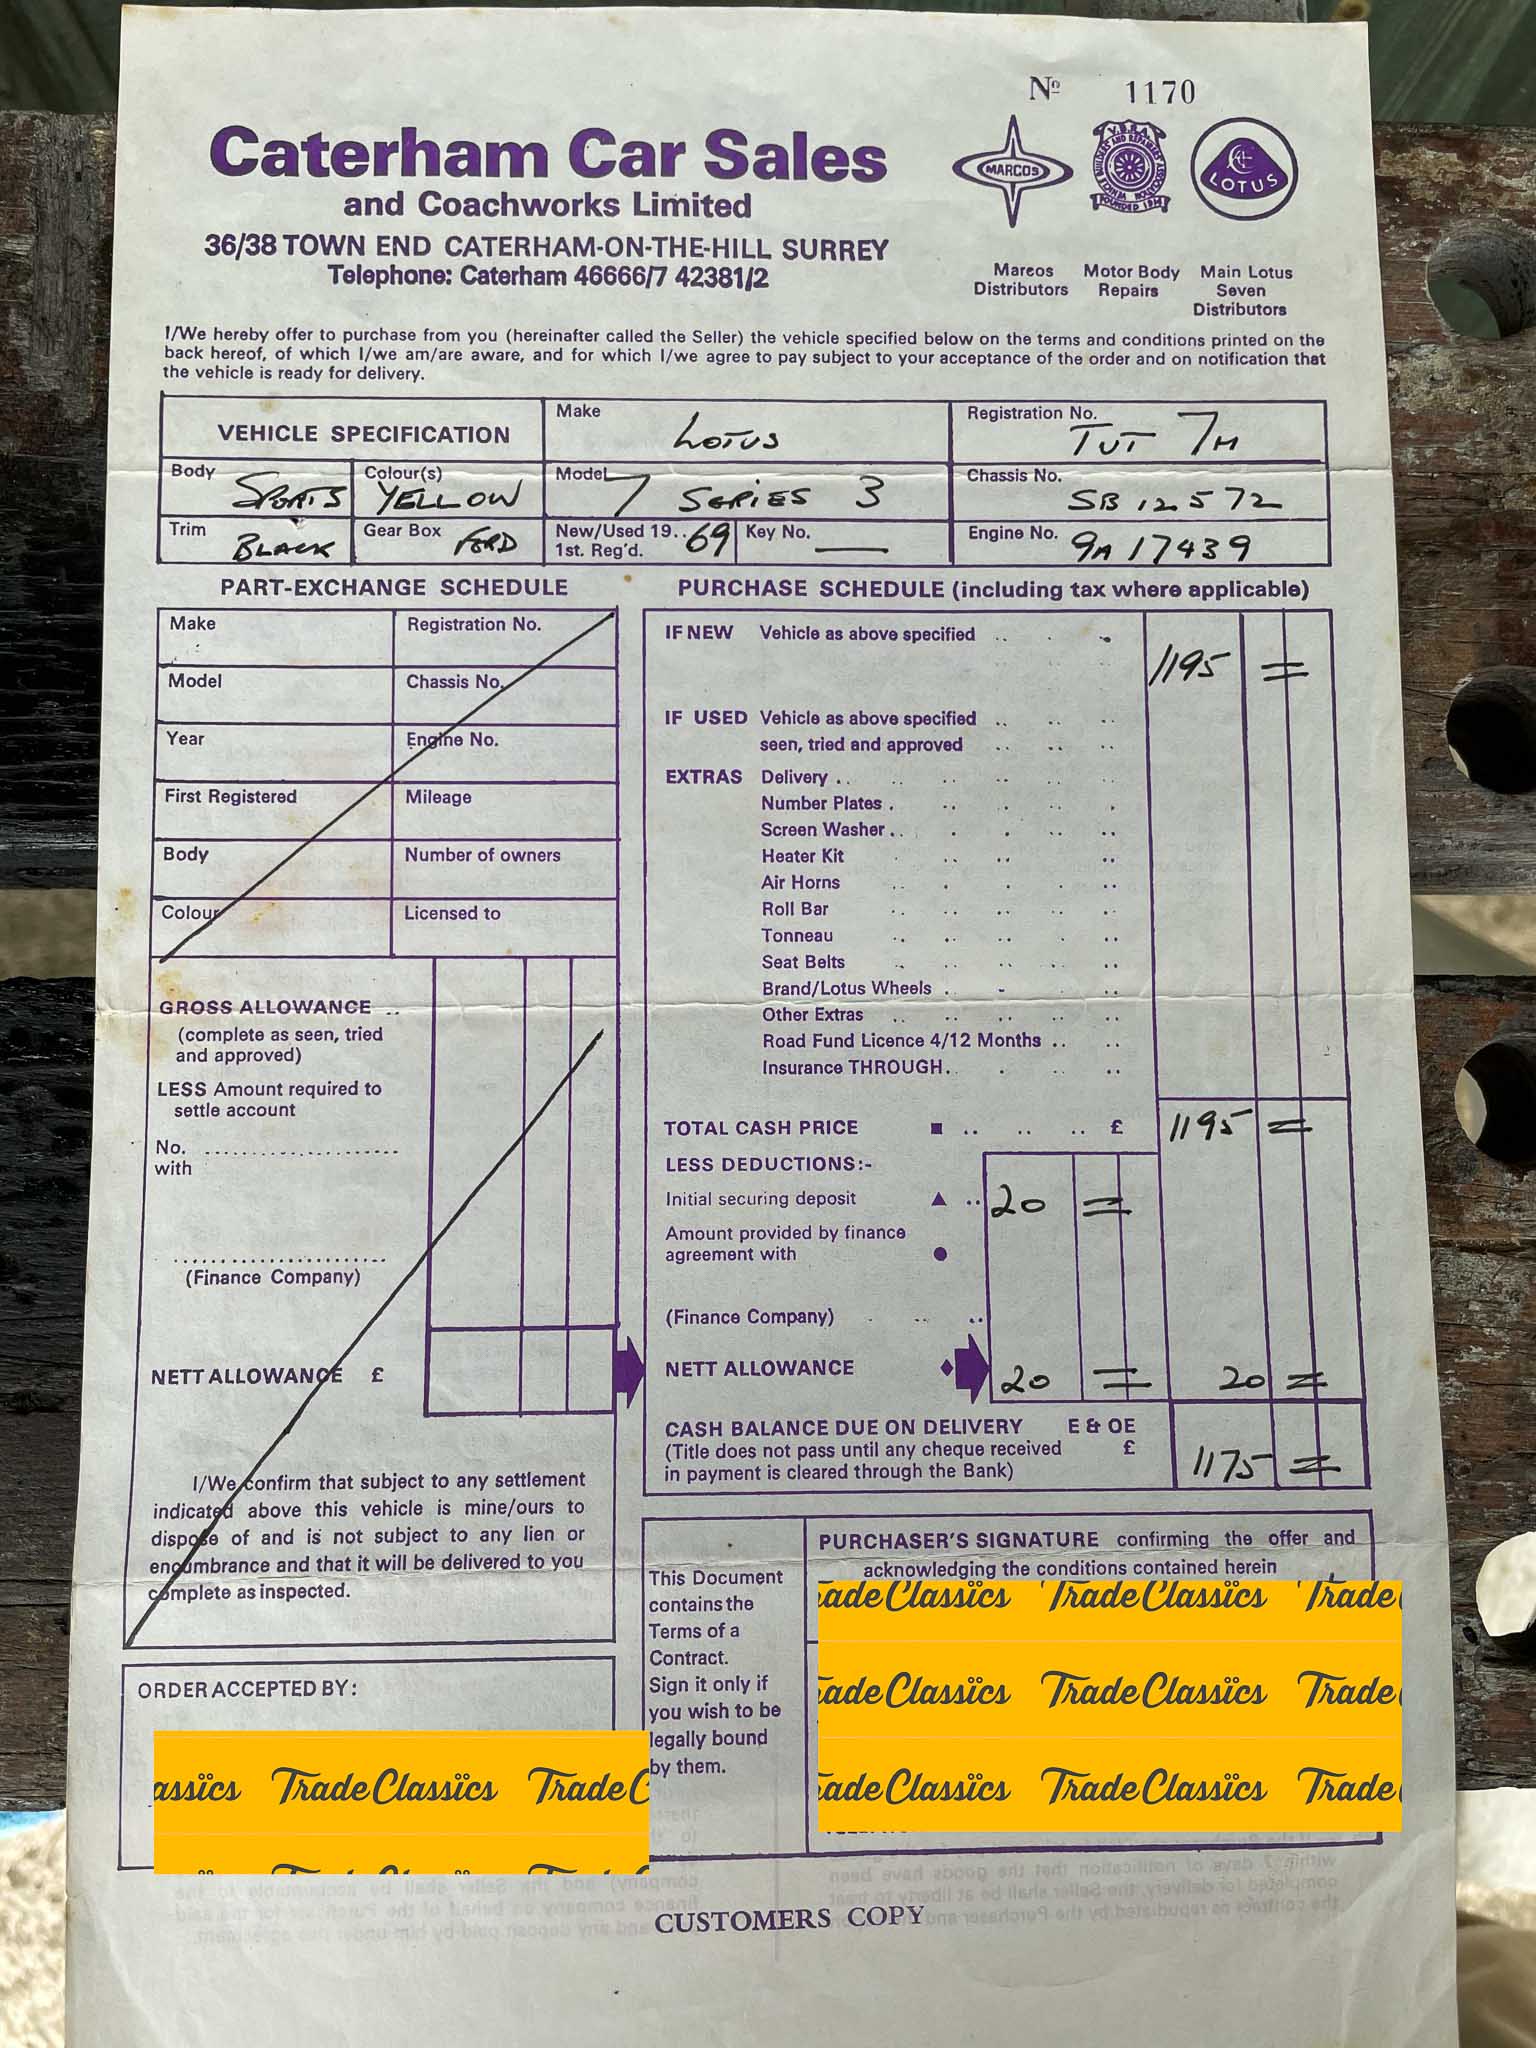 Nº 1170
Caterham Car Sales
and Coachworks Limited
36/38 TOWN END CATERHAM-ON-THE-HILL SURREY
Telephone: Caterham 46666/7 42381/2
MARCOS
V.B.R.A.
FOUNDED 1914
LOTUS
Marcos Distributors
Motor Body Repairs
Main Lotus Seven Distributors
I/We hereby offer to purchase from you (hereinafter called the Seller) the vehicle specified below on the terms and conditions printed on the
back hereof, of which I/we am/are aware, and for which I/we agree to pay subject to your acceptance of the order and on notification that
the vehicle is ready for delivery.
VEHICLE SPECIFICATION
Make LOTUS
Registration No. TUT 7H
Body SPORTS
Colour(s) YELLOW
Model 7 SERIES 3
Chassis No. SB 12572
Trim BLACK
Gear Box FORD
New/Used 19.. 69
1st. Reg'd.
Key No. —
Engine No. 9A 17439
PART-EXCHANGE SCHEDULE
Make
Registration No.
Model
Chassis No.
Year
Engine No.
First Registered
Mileage
Body
Number of owners
Colour
Licensed to
GROSS ALLOWANCE ..
(complete as seen, tried
and approved)
LESS Amount required to
settle account
No. ..............................
with
..............................
(Finance Company)
NETT ALLOWANCE £
I/We confirm that subject to any settlement
indicated above this vehicle is mine/ours to
dispose of and is not subject to any lien or
encumbrance and that it will be delivered to you
complete as inspected.
ORDER ACCEPTED BY:
assïcs TradeClassïcs TradeC
PURCHASE SCHEDULE (including tax where applicable)
IF NEW Vehicle as above specified .. . . 1195 =
IF USED Vehicle as above specified .. .. ..
seen, tried and approved .. .. ..
EXTRAS Delivery .. .. .. .. ..
Number Plates . .. . .. .
Screen Washer .. . . .. ..
Heater Kit . .. .. ..
Air Horns .. . . . ..
Roll Bar .. .. .. .. ..
Tonneau .. .. .. . ..
Seat Belts .. .. .. . ..
Brand/Lotus Wheels . - .. ..
Other Extras .. .. .. .. ..
Road Fund Licence 4/12 Months .. ..
Insurance THROUGH .. . .. ..
TOTAL CASH PRICE ■ .. .. .. £ 1195 =
LESS DEDUCTIONS:-
Initial securing deposit ▲ .. 20 =
Amount provided by finance
agreement with ●
(Finance Company) . .. ..
NETT ALLOWANCE ♦ 20 = 20 =
CASH BALANCE DUE ON DELIVERY E & OE
(Title does not pass until any cheque received £ 1175 =
in payment is cleared through the Bank)
This Document
contains the
Terms of a
Contract.
Sign it only if
you wish to be
legally bound
by them.
PURCHASER'S SIGNATURE confirming the offer and
acknowledging the conditions contained herein
adeClassïcs TradeClassïcs Trade
adeClassïcs TradeClassïcs Trade
adeClassïcs TradeClassïcs Trade
CUSTOMERS COPY